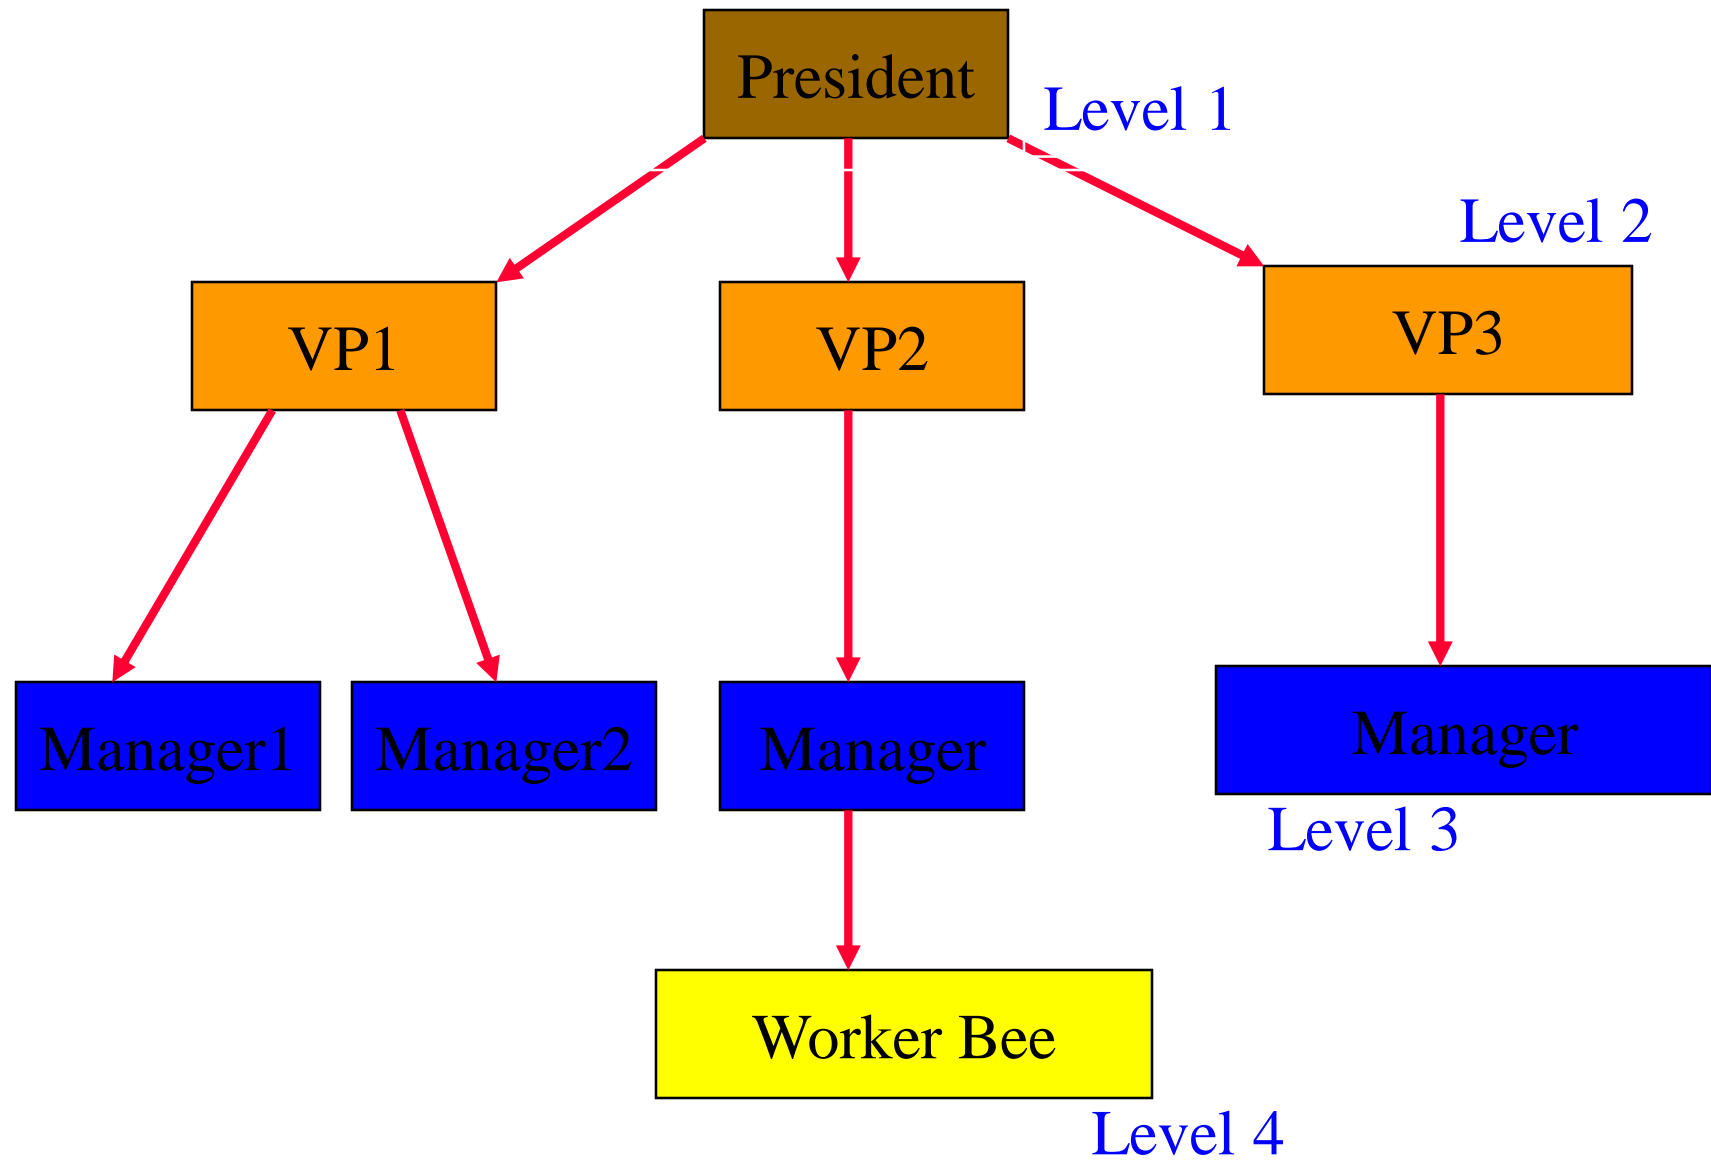 President
Level 1
Level 2
VP1
VP2
VP3
Manager1
Manager2
Manager
Manager
Level 3
Worker Bee
Level 4